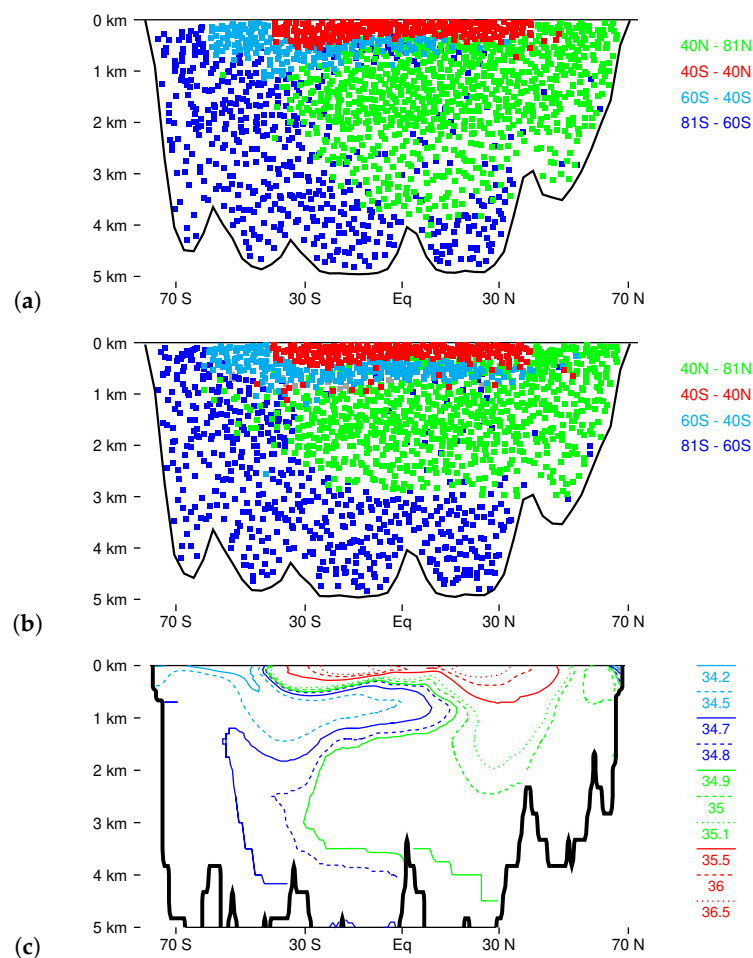 0 km
1 km
2 km
3 km
4 km
5 km
70 S
30 S
Eq
30 N
70 N
40N - 81N
40S - 40N
60S - 40S
81S - 60S
(a)
0 km
1 km
2 km
3 km
4 km
5 km
70 S
30 S
Eq
30 N
70 N
40N - 81N
40S - 40N
60S - 40S
81S - 60S
(b)
0 km
1 km
2 km
3 km
4 km
5 km
70 S
30 S
Eq
30 N
70 N
34.2
34.5
34.7
34.8
34.9
35
35.1
35.5
36
36.5
(c)